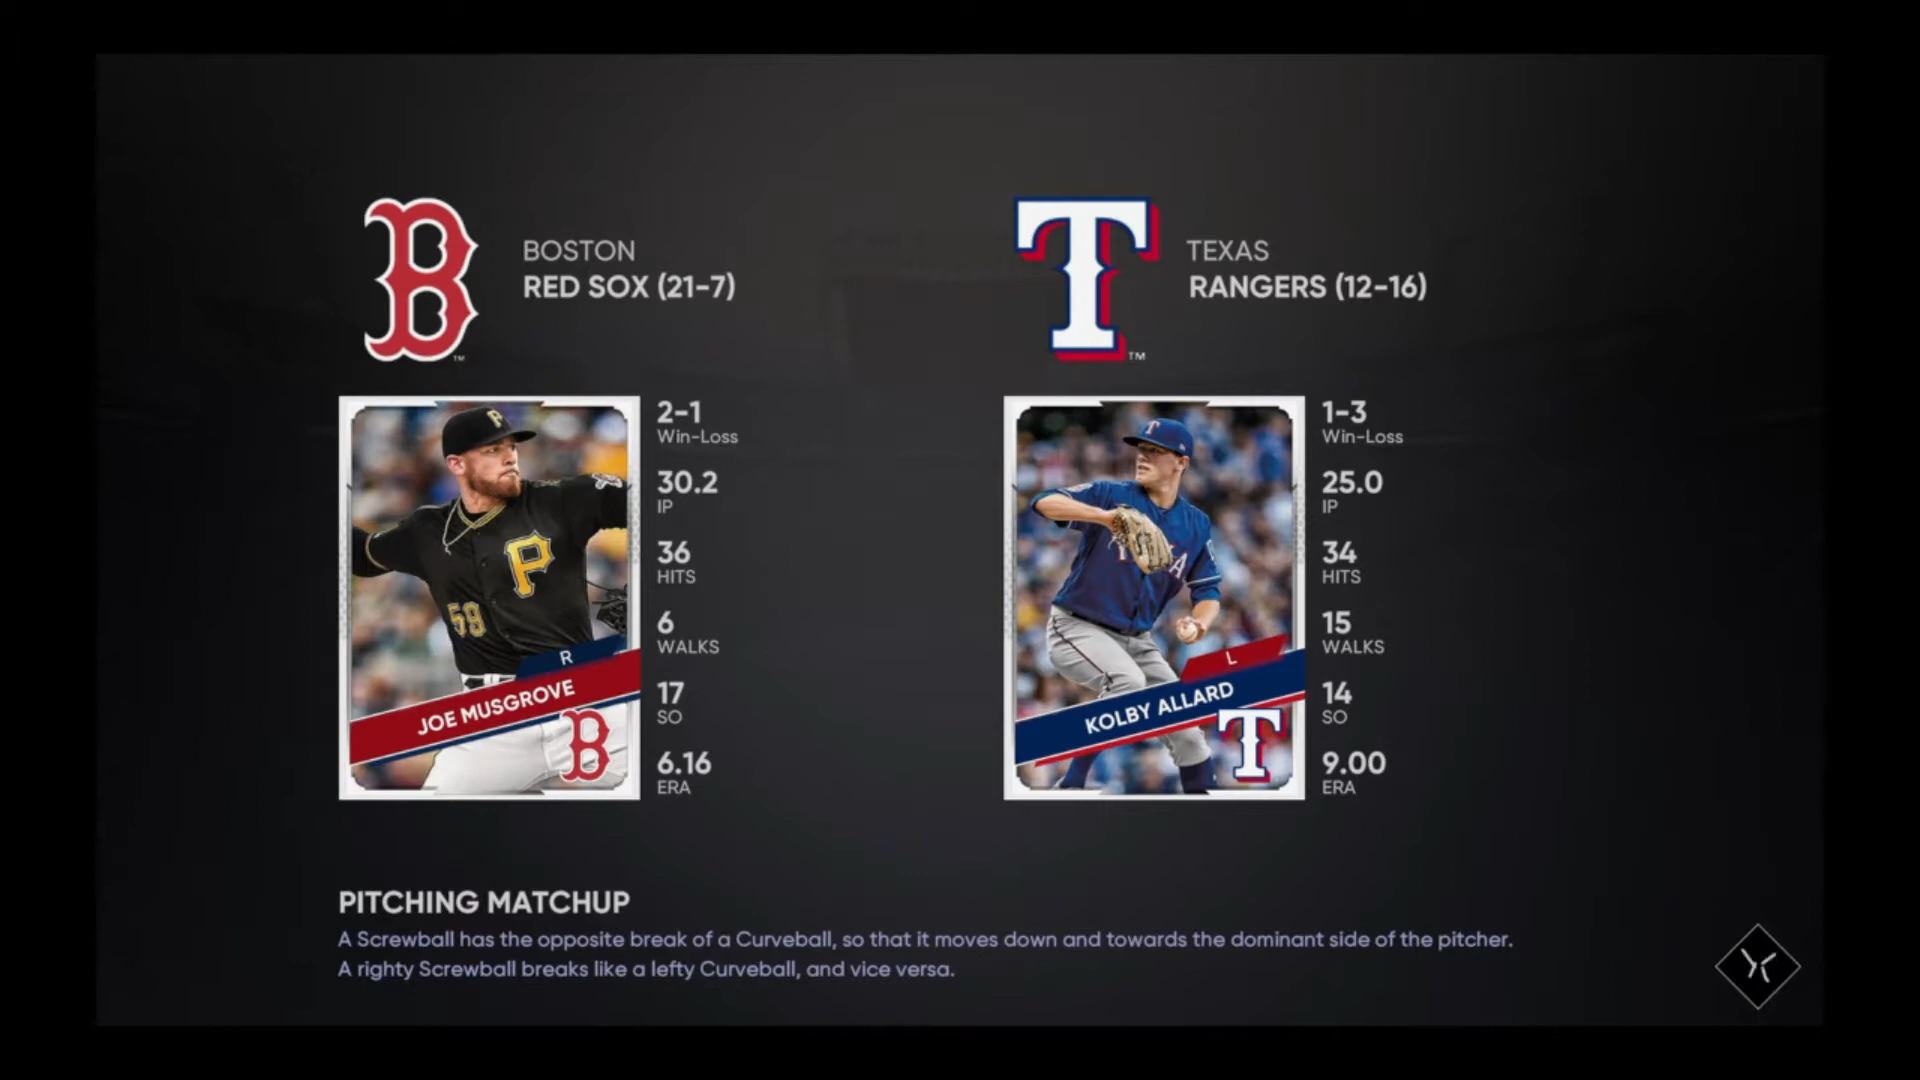 BOSTON
RED SOX (21-7)
TEXAS
RANGERS (12-16)
P
P
59
R
JOE MUSGROVE
B
2-1
Win-Loss
30.2
IP
36
HITS
6
WALKS
17
SO
6.16
ERA
T
L
KOLBY ALLARD
T
1-3
Win-Loss
25.0
IP
34
HITS
15
WALKS
14
SO
9.00
ERA
PITCHING MATCHUP
A Screwball has the opposite break of a Curveball, so that it moves down and towards the dominant side of the pitcher.
A righty Screwball breaks like a lefty Curveball, and vice versa.